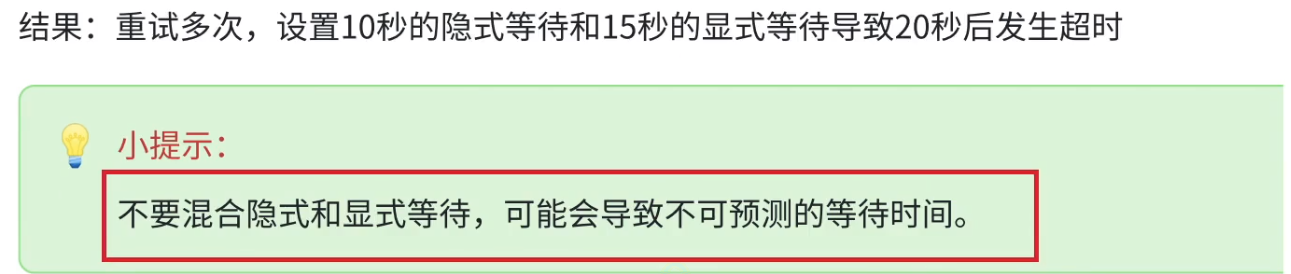 结果：重试多次，设置10秒的隐式等待和15秒的显式等待导致20秒后发生超时
小提示：
不要混合隐式和显式等待，可能会导致不可预测的等待时间。